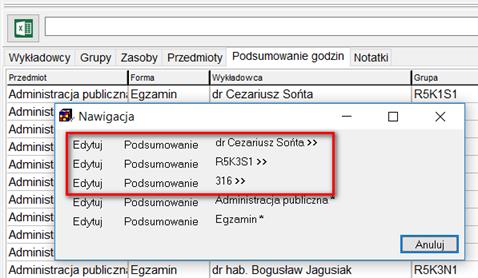 Wykładowcy Grupy Zasoby Przedmioty Podsumowanie godzin Notatki
Przedmiot Forma Wykładowca Grupa
Administracja publiczna Egzamin dr Cezariusz Sońta R5K1S1
Administ
Nawigacja
Administ
Edytuj Podsumowanie dr Cezariusz Sońta >>
Administ
Edytuj Podsumowanie R5K3S1 >>
Administ
Edytuj Podsumowanie 316 >>
Administ
Edytuj Podsumowanie Administracja publiczna *
Administ
Edytuj Podsumowanie Egzamin *
Administ
Anuluj
Administracja publiczna Egzamin dr hab. Bogusław Jagusiak R5K3N1